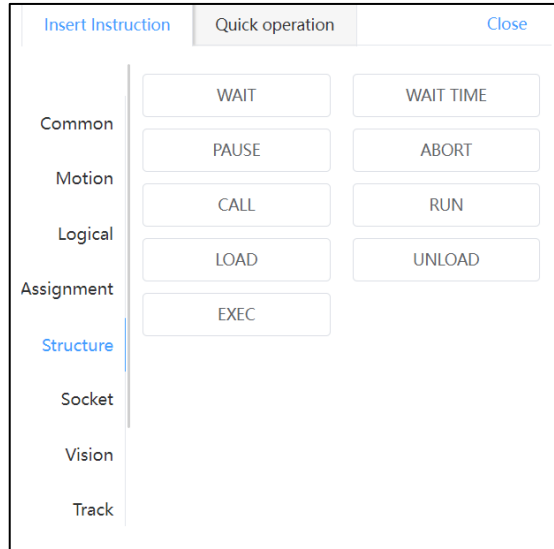 Insert Instruction
Quick operation
Close
Common
Motion
Logical
Assignment
Structure
Socket
Vision
Track
WAIT
WAIT TIME
PAUSE
ABORT
CALL
RUN
LOAD
UNLOAD
EXEC